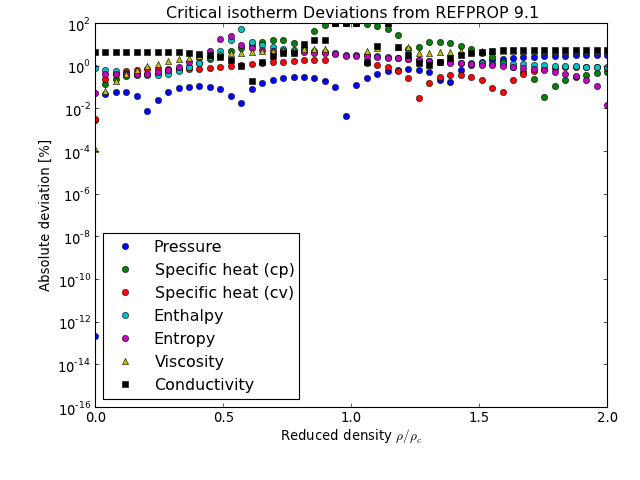 Critical isotherm Deviations from REFPROP 9.1
Absolute deviation [%]
10^2
10^0
10^-2
10^-4
10^-6
10^-8
10^-10
10^-12
10^-14
10^-16
Pressure
Specific heat (cp)
Specific heat (cv)
Enthalpy
Entropy
Viscosity
Conductivity
0.0 0.5 1.0 1.5 2.0
Reduced density ρ/ρ_c